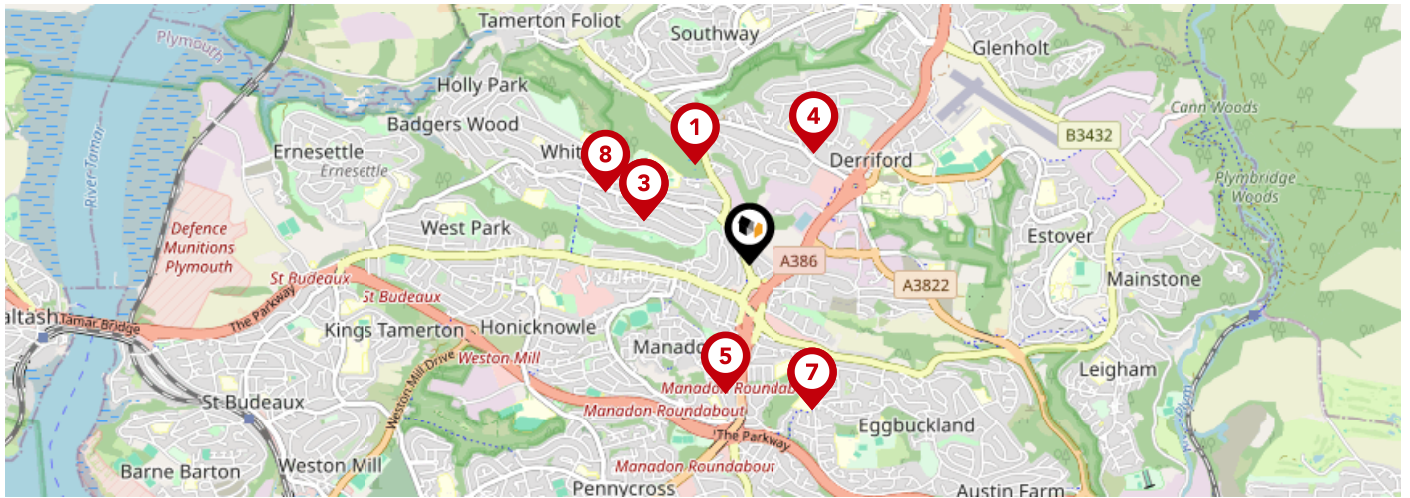 Tamerton Foliot
Southway
Glenholt
Plymouth
Holly Park
Cann Woods
1
4
Badgers Wood
B3432
Ernesettle
Ernesettle
Whit
8
Derriford
3
Plymbridge
Woods
River Tamar
Defence
Munitions
Plymouth
West Park
Estover
A386
St Budeaux
A3822
Mainstone
St Budeaux
The Parkway
altash
Tamar Bridge
Kings Tamerton
Honicknowle
Manado
5
Weston Mill
7
Weston Mill Drive
Manadon Roundabo
Leigham
Plym
St Budeaux
Manadon Roundabout
Eggbuckland
The Parkway
Barne Barton
Weston Mill
Manadon Roundabout
Pennycross
Austin Farm